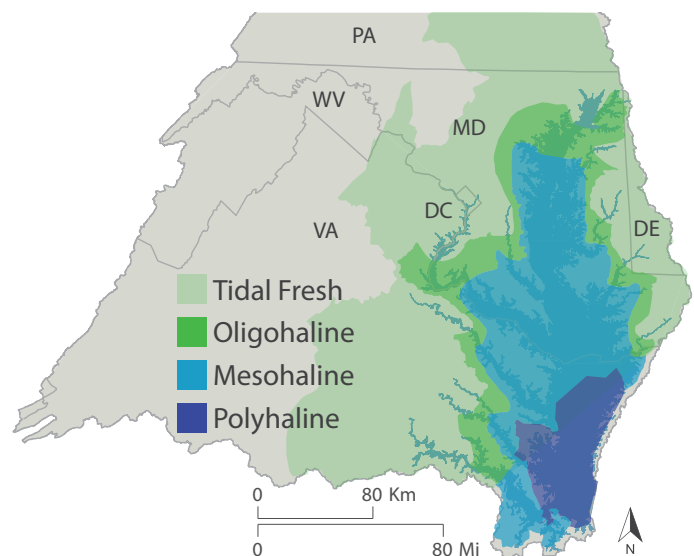 PA
WV
MD
DC
VA
DE
Tidal Fresh
Oligohaline
Mesohaline
Polyhaline
0 80 Km
0 80 Mi
N